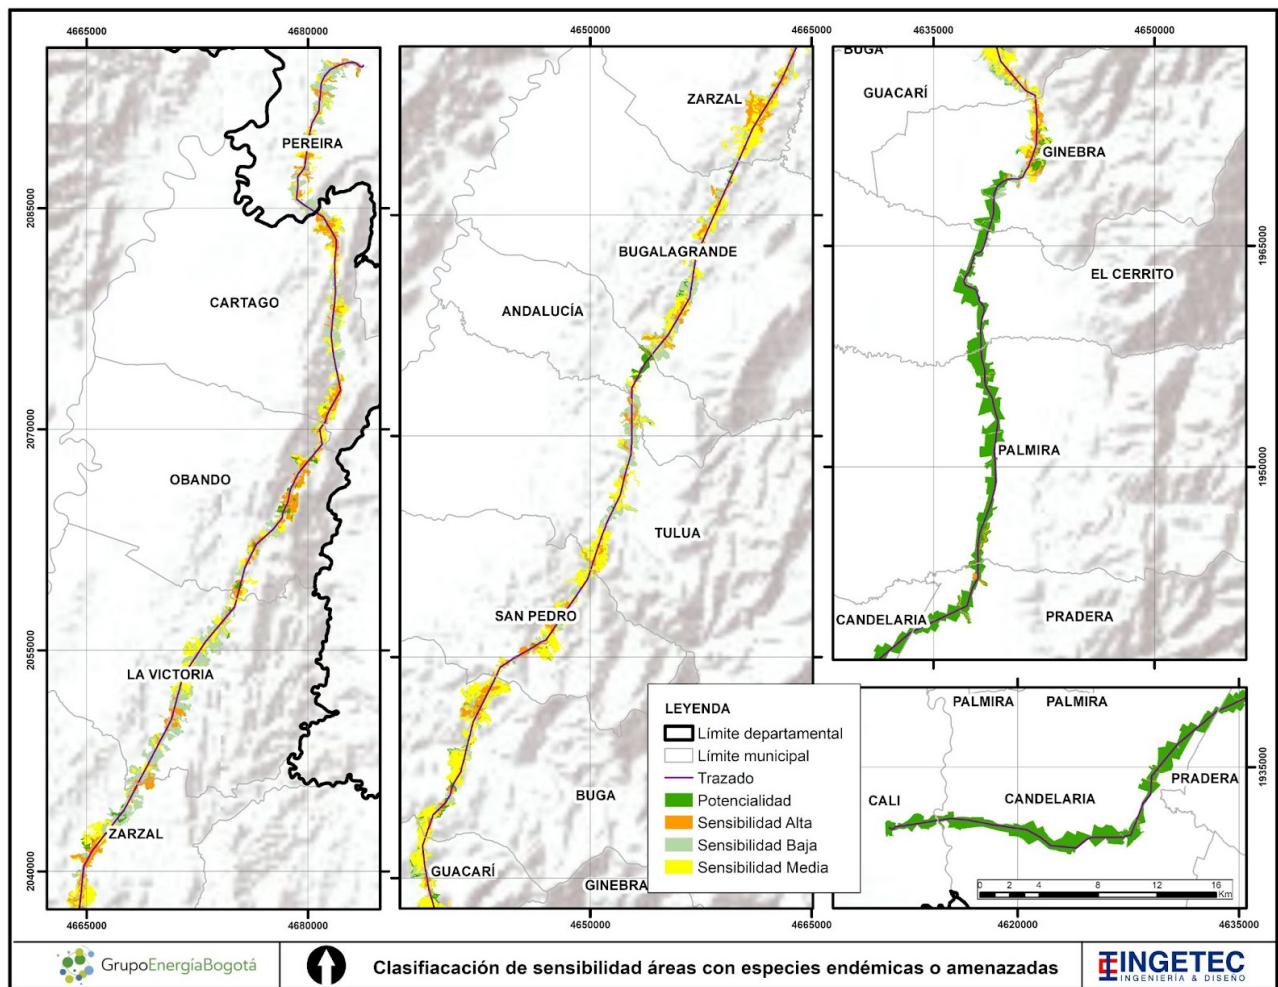 4665000
4680000
4650000
4665000
4635000
4650000
BUGA
GUACARÍ
ZARZAL
PEREIRA
GINEBRA
2085000
BUGALAGRANDE
1965000
EL CERRITO
CARTAGO
ANDALUCÍA
2070000
PALMIRA
1950000
OBANDO
TULUA
SAN PEDRO
CANDELARIA
PRADERA
2055000
LA VICTORIA
PALMIRA
PALMIRA
LEYENDA
Límite departamental
Límite municipal
Trazado
Potencialidad
Sensibilidad Alta
Sensibilidad Baja
Sensibilidad Media
1935000
PRADERA
CALI
CANDELARIA
BUGA
ZARZAL
2040000
GUACARÍ
GINEBRA
0 2 4 8 12 16
Km
4665000
4680000
4650000
4665000
4620000
4635000
GrupoEnergíaBogotá
Clasifiacación de sensibilidad áreas con especies endémicas o amenazadas
INGETEC
INGENIERÍA & DISEÑO